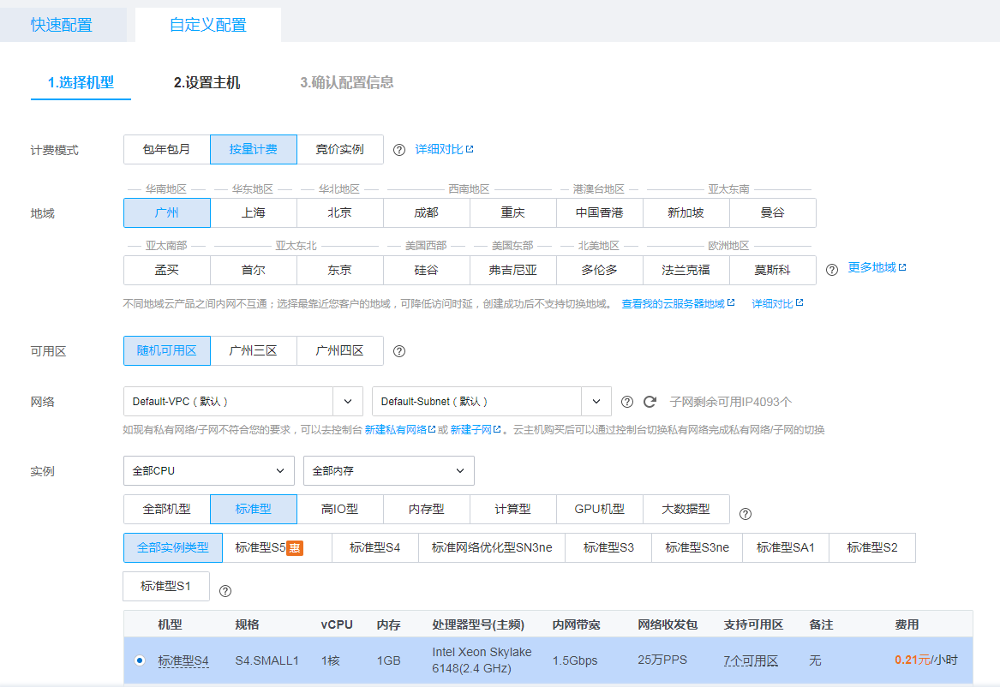 快速配置 自定义配置
1.选择机型 2.设置主机 3.确认配置信息
计费模式 包年包月 按量计费 竞价实例 ? 详细对比
华南地区 华东地区 华北地区 西南地区 港澳台地区 亚太东南
地域 广州 上海 北京 成都 重庆 中国香港 新加坡 曼谷
亚太南部 亚太东北 美国西部 美国东部 北美地区 欧洲地区
孟买 首尔 东京 硅谷 弗吉尼亚 多伦多 法兰克福 莫斯科 ? 更多地域
不同地域云产品之间内网不互通；选择最靠近您客户的地域，可降低访问时延，创建成功后不支持切换地域。 查看我的云服务器地域 详细对比
可用区 随机可用区 广州三区 广州四区 ?
网络 Default-VPC（默认） Default-Subnet（默认） ? 子网剩余可用IP4093个
如现有私有网络/子网不符合您的要求，可以去控制台 新建私有网络 或 新建子网 。云主机购买后可以通过控制台切换私有网络完成私有网络/子网的切换
实例 全部CPU 全部内存
全部机型 标准型 高IO型 内存型 计算型 GPU机型 大数据型 ?
全部实例类型 标准型S5 惠 标准型S4 标准网络优化型SN3ne 标准型S3 标准型S3ne 标准型SA1 标准型S2
标准型S1 ?
机型 规格 vCPU 内存 处理器型号(主频) 内网带宽 网络收发包 支持可用区 备注 费用
标准型S4 S4.SMALL1 1核 1GB Intel Xeon Skylake 6148(2.4 GHz) 1.5Gbps 25万PPS 7个可用区 无 0.21元/小时